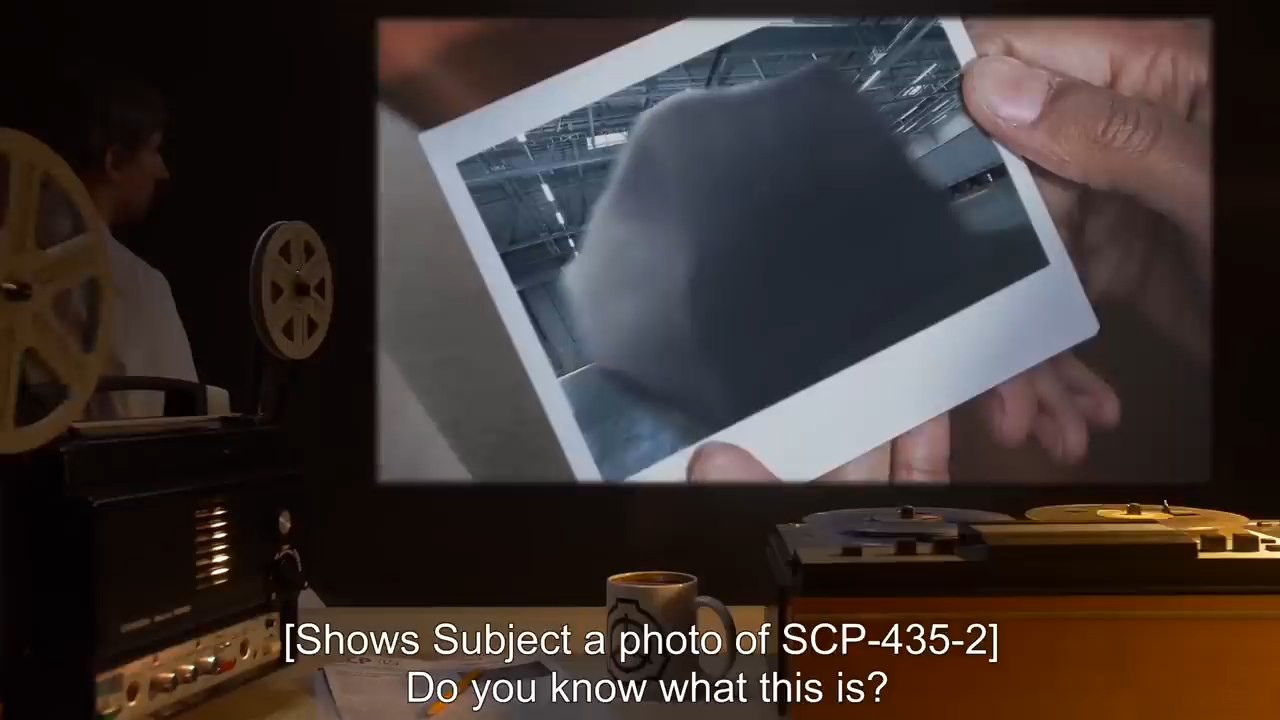 [Shows Subject a photo of SCP-435-2]
Do you know what this is?